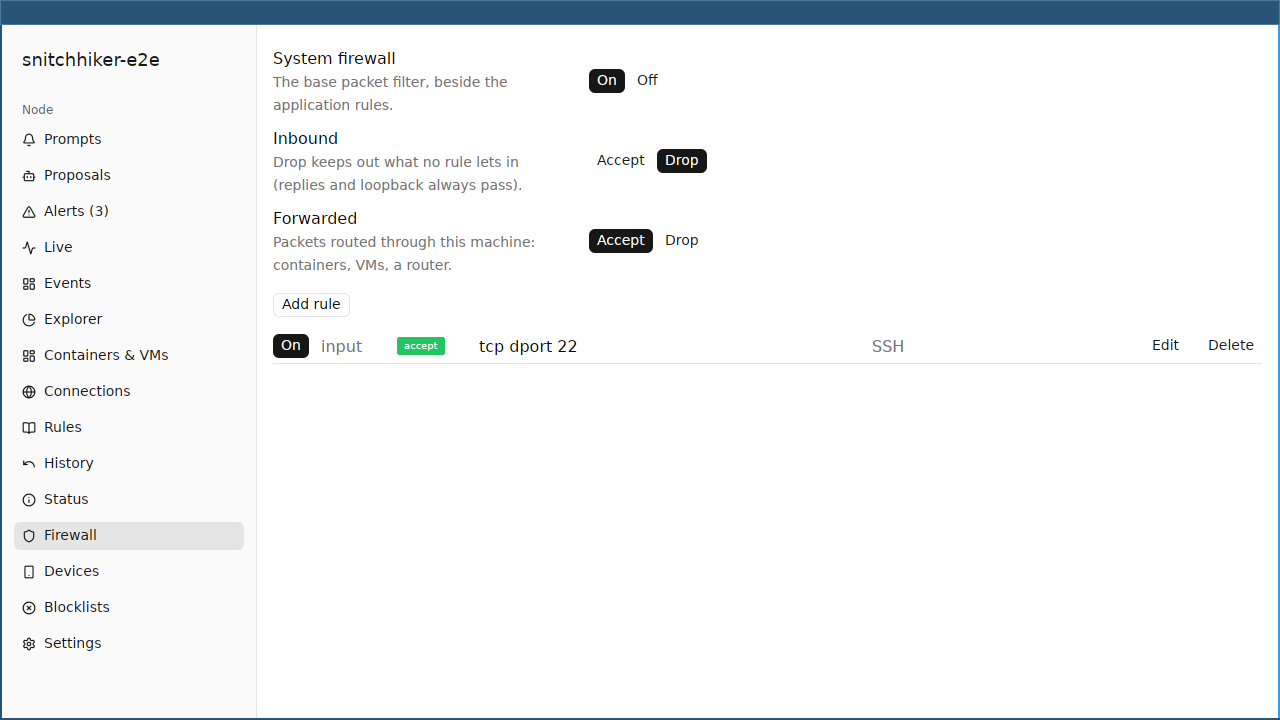 snitchhiker-e2e
Node
Prompts
Proposals
Alerts (3)
Live
Events
Explorer
Containers & VMs
Connections
Rules
History
Status
Firewall
Devices
Blocklists
Settings
System firewall
The base packet filter, beside the
application rules.
On Off
Inbound
Drop keeps out what no rule lets in
(replies and loopback always pass).
Accept Drop
Forwarded
Packets routed through this machine:
containers, VMs, a router.
Accept Drop
Add rule
On input accept tcp dport 22 SSH Edit Delete